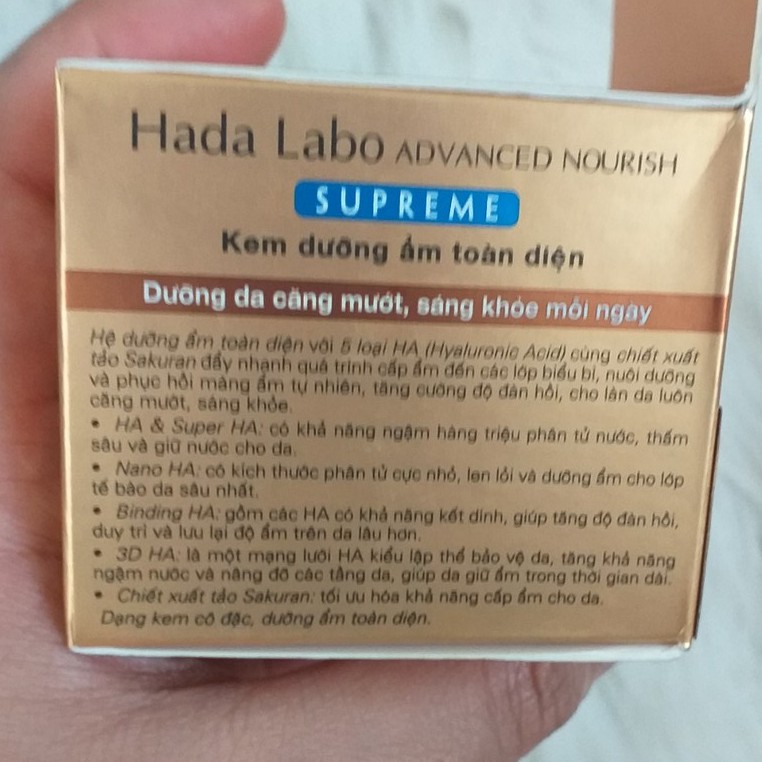 Hada Labo ADVANCED NOURISH
SUPREME
Kem dưỡng ẩm toàn diện
Dưỡng da căng mướt, sáng khỏe mỗi ngày
Hệ dưỡng ẩm toàn diện với 5 loại HA (Hyaluronic Acid) cùng chiết xuất
tảo Sakuran đẩy nhanh quá trình cấp ẩm đến các lớp biểu bì, nuôi dưỡng
và phục hồi màng ẩm tự nhiên, tăng cường độ đàn hồi, cho làn da luôn
căng mướt, sáng khỏe.
• HA & Super HA: có khả năng ngậm hàng triệu phân tử nước, thấm
sâu và giữ nước cho da.
• Nano HA: có kích thước phân tử cực nhỏ, len lỏi và dưỡng ẩm cho lớp
tế bào da sâu nhất.
• Binding HA: gồm các HA có khả năng kết dính, giúp tăng độ đàn hồi,
duy trì và lưu lại độ ẩm trên da lâu hơn.
• 3D HA: là một mạng lưới HA kiểu lập thể bảo vệ da, tăng khả năng
ngậm nước và nâng đỡ các tầng da, giúp da giữ ẩm trong thời gian dài.
• Chiết xuất tảo Sakuran: tối ưu hóa khả năng cấp ẩm cho da.
Dạng kem cô đặc, dưỡng ẩm toàn diện.